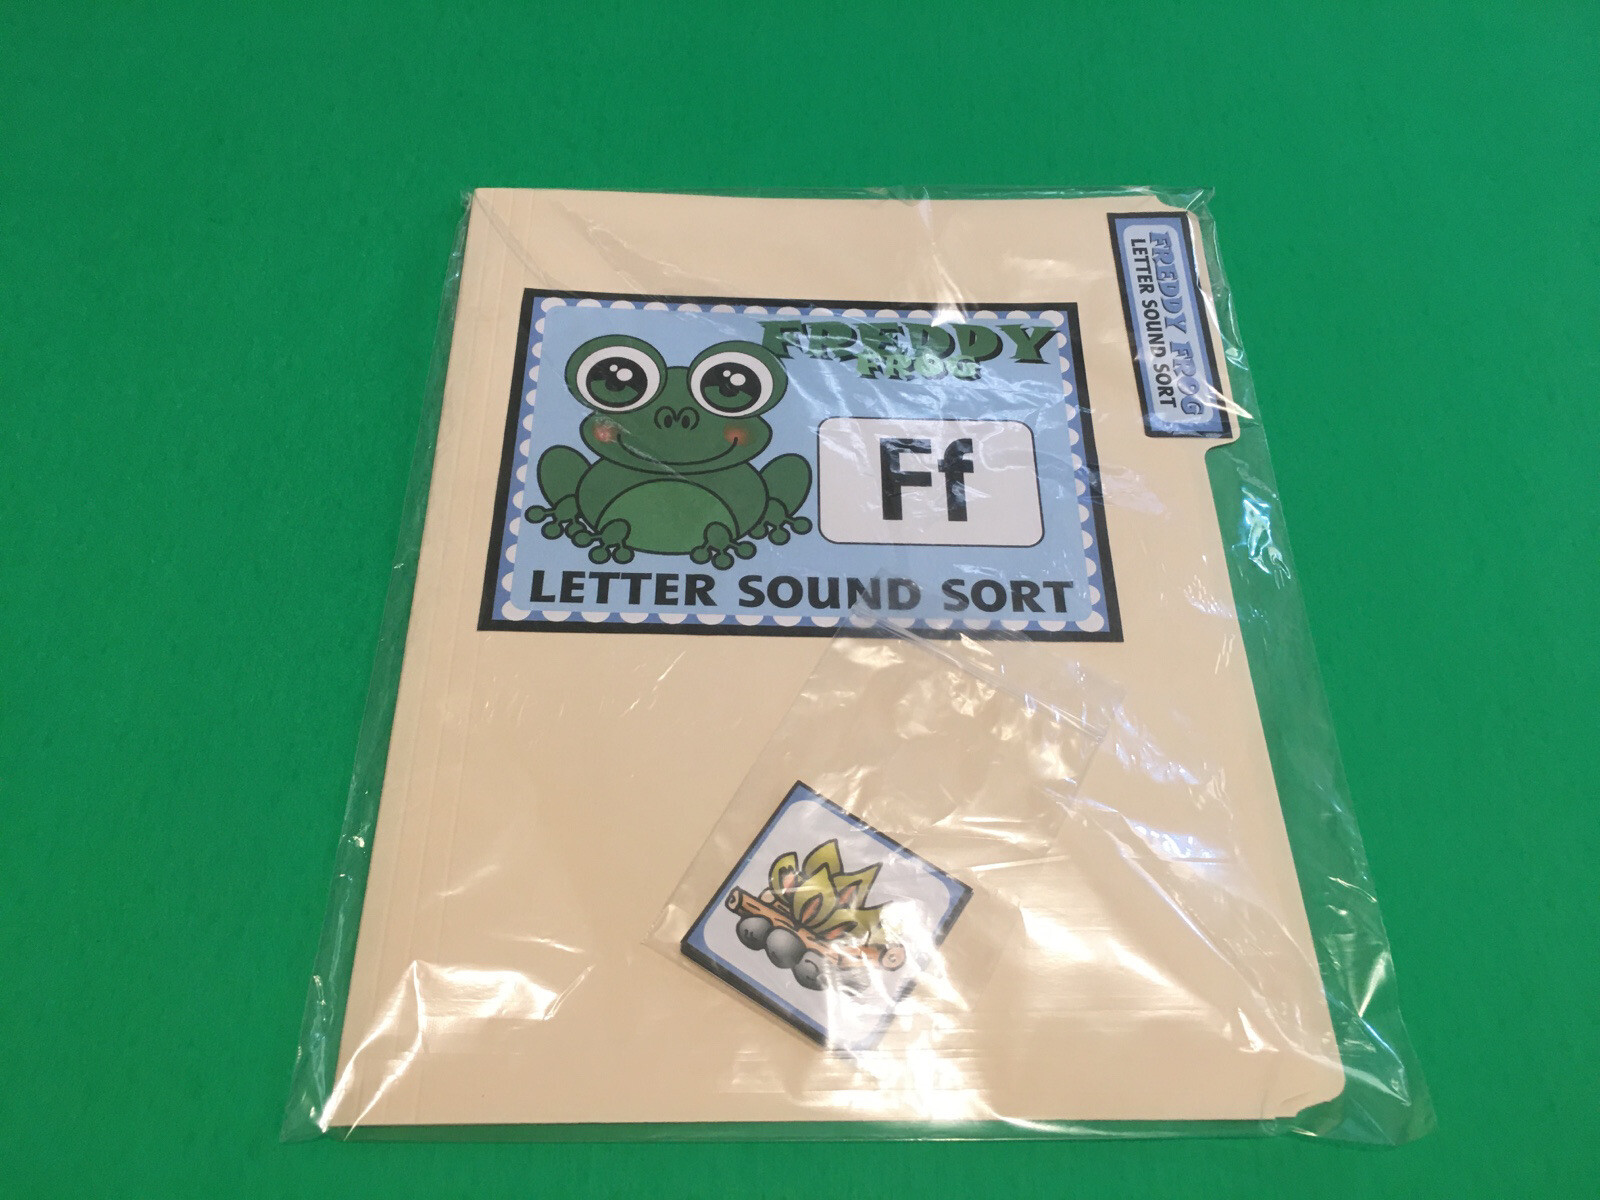 FREDDY
FROG
Ff
LETTER SOUND SORT
FREDDY FROG
LETTER SOUND SORT